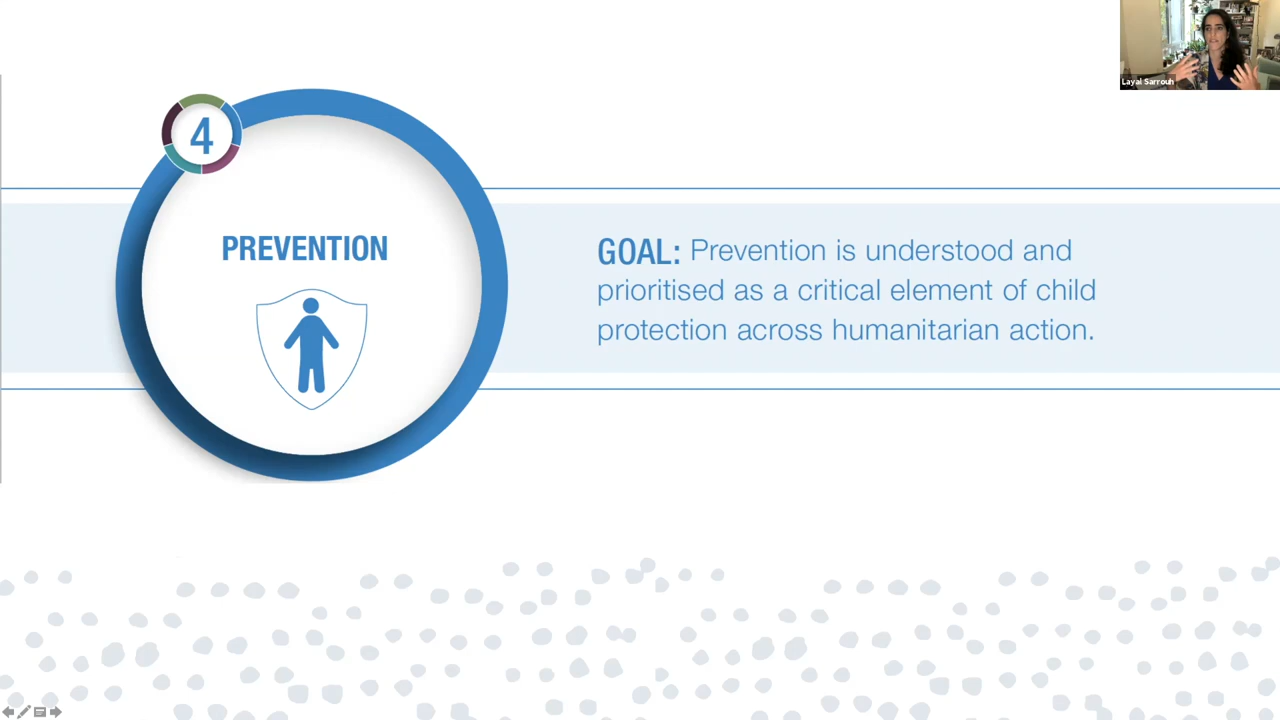 Layal Sarrouh
4
PREVENTION
GOAL: Prevention is understood and
prioritised as a critical element of child
protection across humanitarian action.